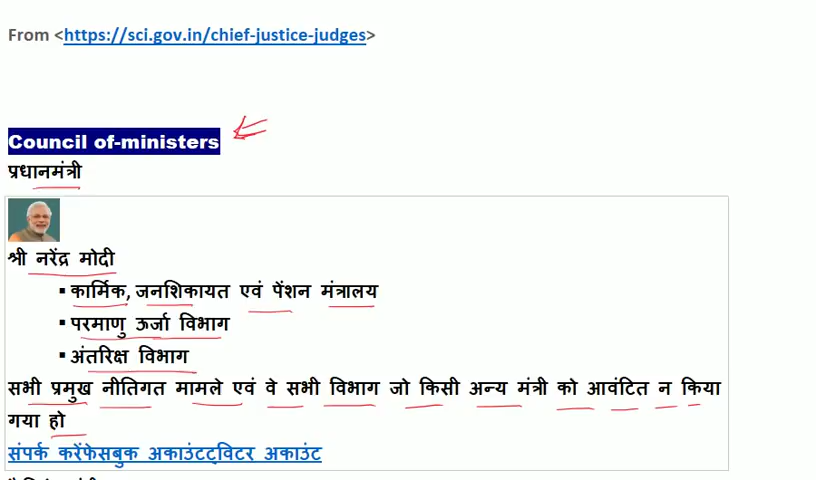 From <https://sci.gov.in/chief-justice-judges>
Council of-ministers
प्रधानमंत्री
श्री नरेंद्र मोदी
▪ कार्मिक, जनशिकायत एवं पेंशन मंत्रालय
▪ परमाणु ऊर्जा विभाग
▪ अंतरिक्ष विभाग
सभी प्रमुख नीतिगत मामले एवं वे सभी विभाग जो किसी अन्य मंत्री को आवंटित न किया
गया हो
संपर्क करेंफेसबुक अकाउंटट्विटर अकाउंट